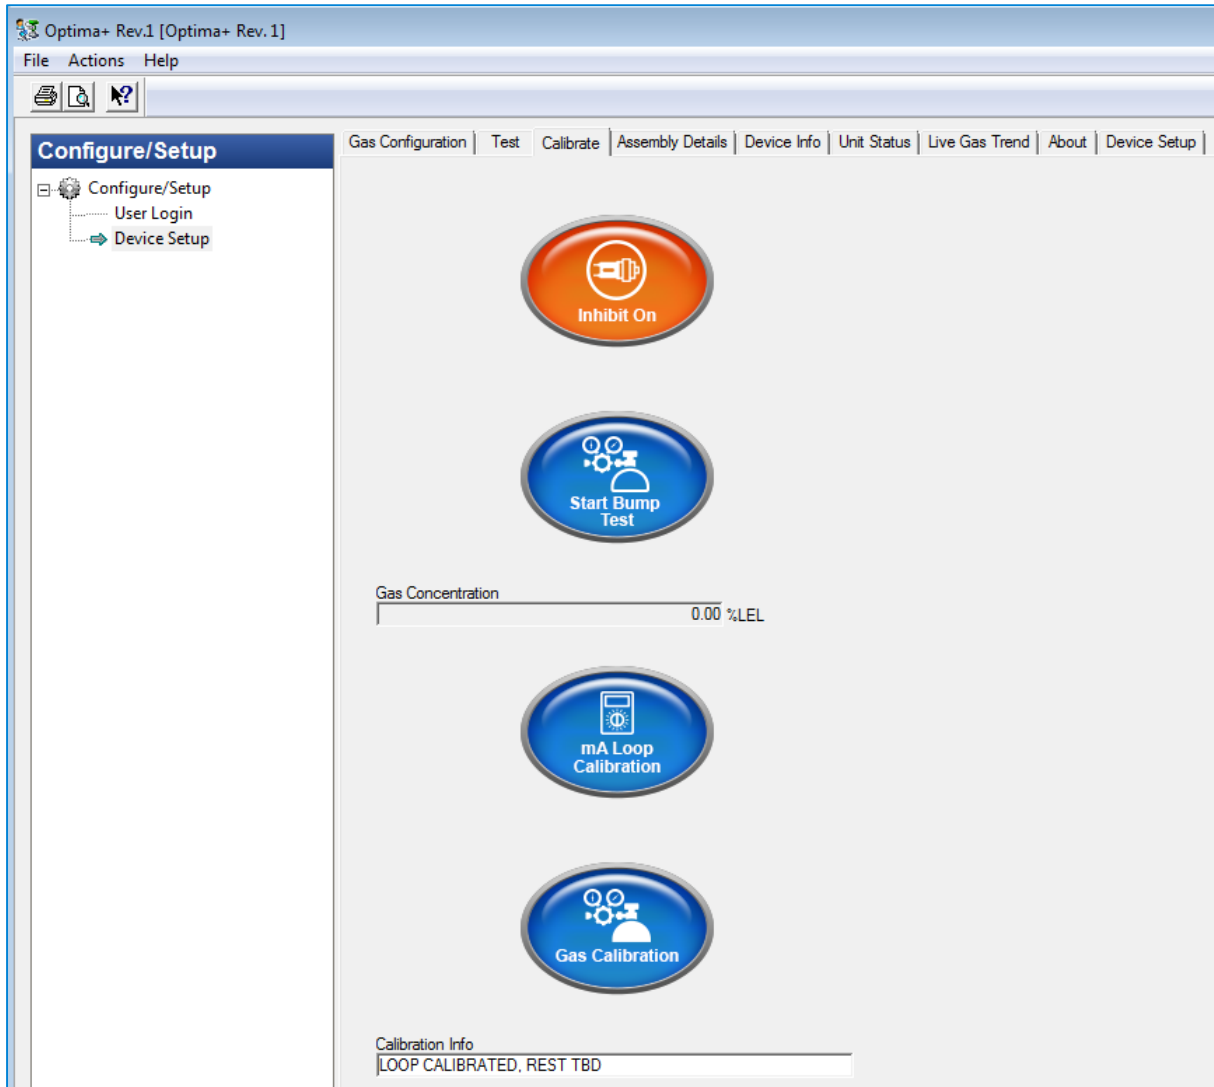 Optima+ Rev.1 [Optima+ Rev. 1]
File Actions Help
Configure/Setup
Gas Configuration Test Calibrate Assembly Details Device Info Unit Status Live Gas Trend About Device Setup
Configure/Setup
User Login
Device Setup
Inhibit On
Start Bump
Test
Gas Concentration
0.00 %LEL
mA Loop
Calibration
Gas Calibration
Calibration Info
LOOP CALIBRATED, REST TBD